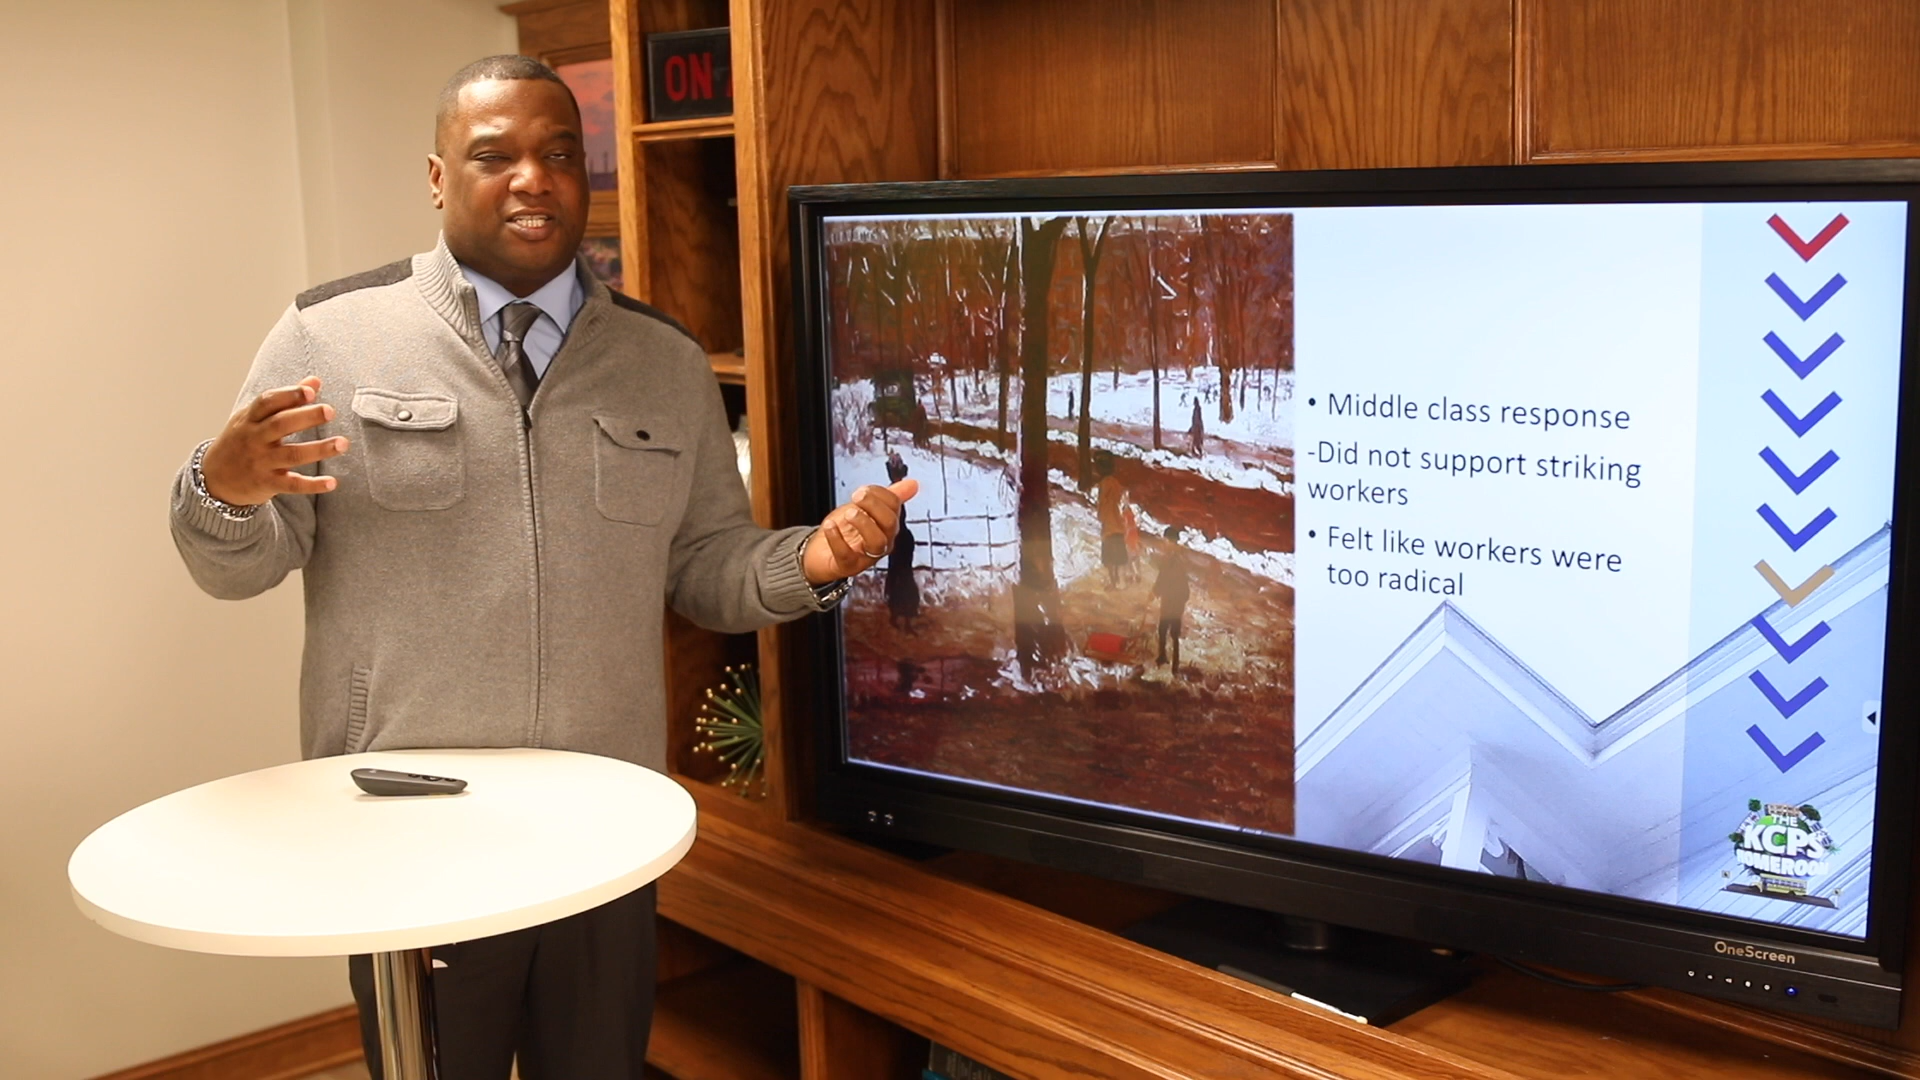 ON
• Middle class response
-Did not support striking
workers
• Felt like workers were
too radical
THE
KCPS
HOMEROOM
OneScreen